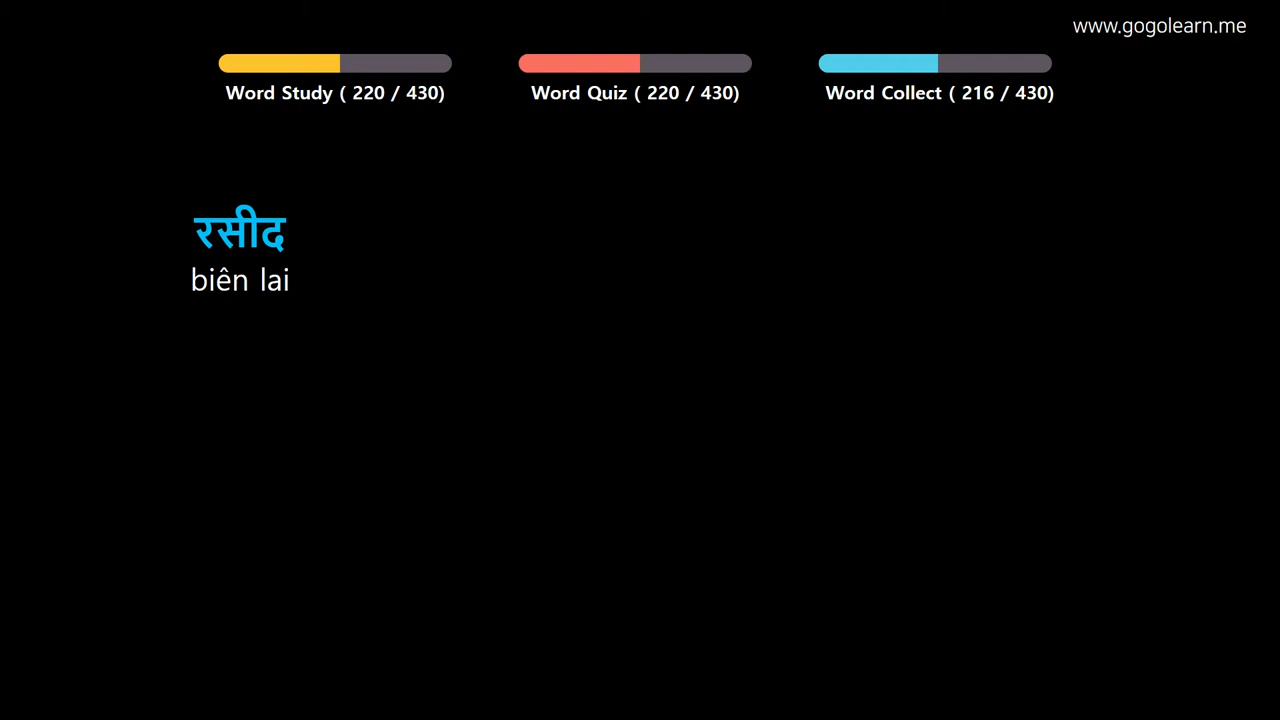 www.gogolearn.me
Word Study ( 220 / 430)
Word Quiz ( 220 / 430)
Word Collect ( 216 / 430)
रसीद
biên lai